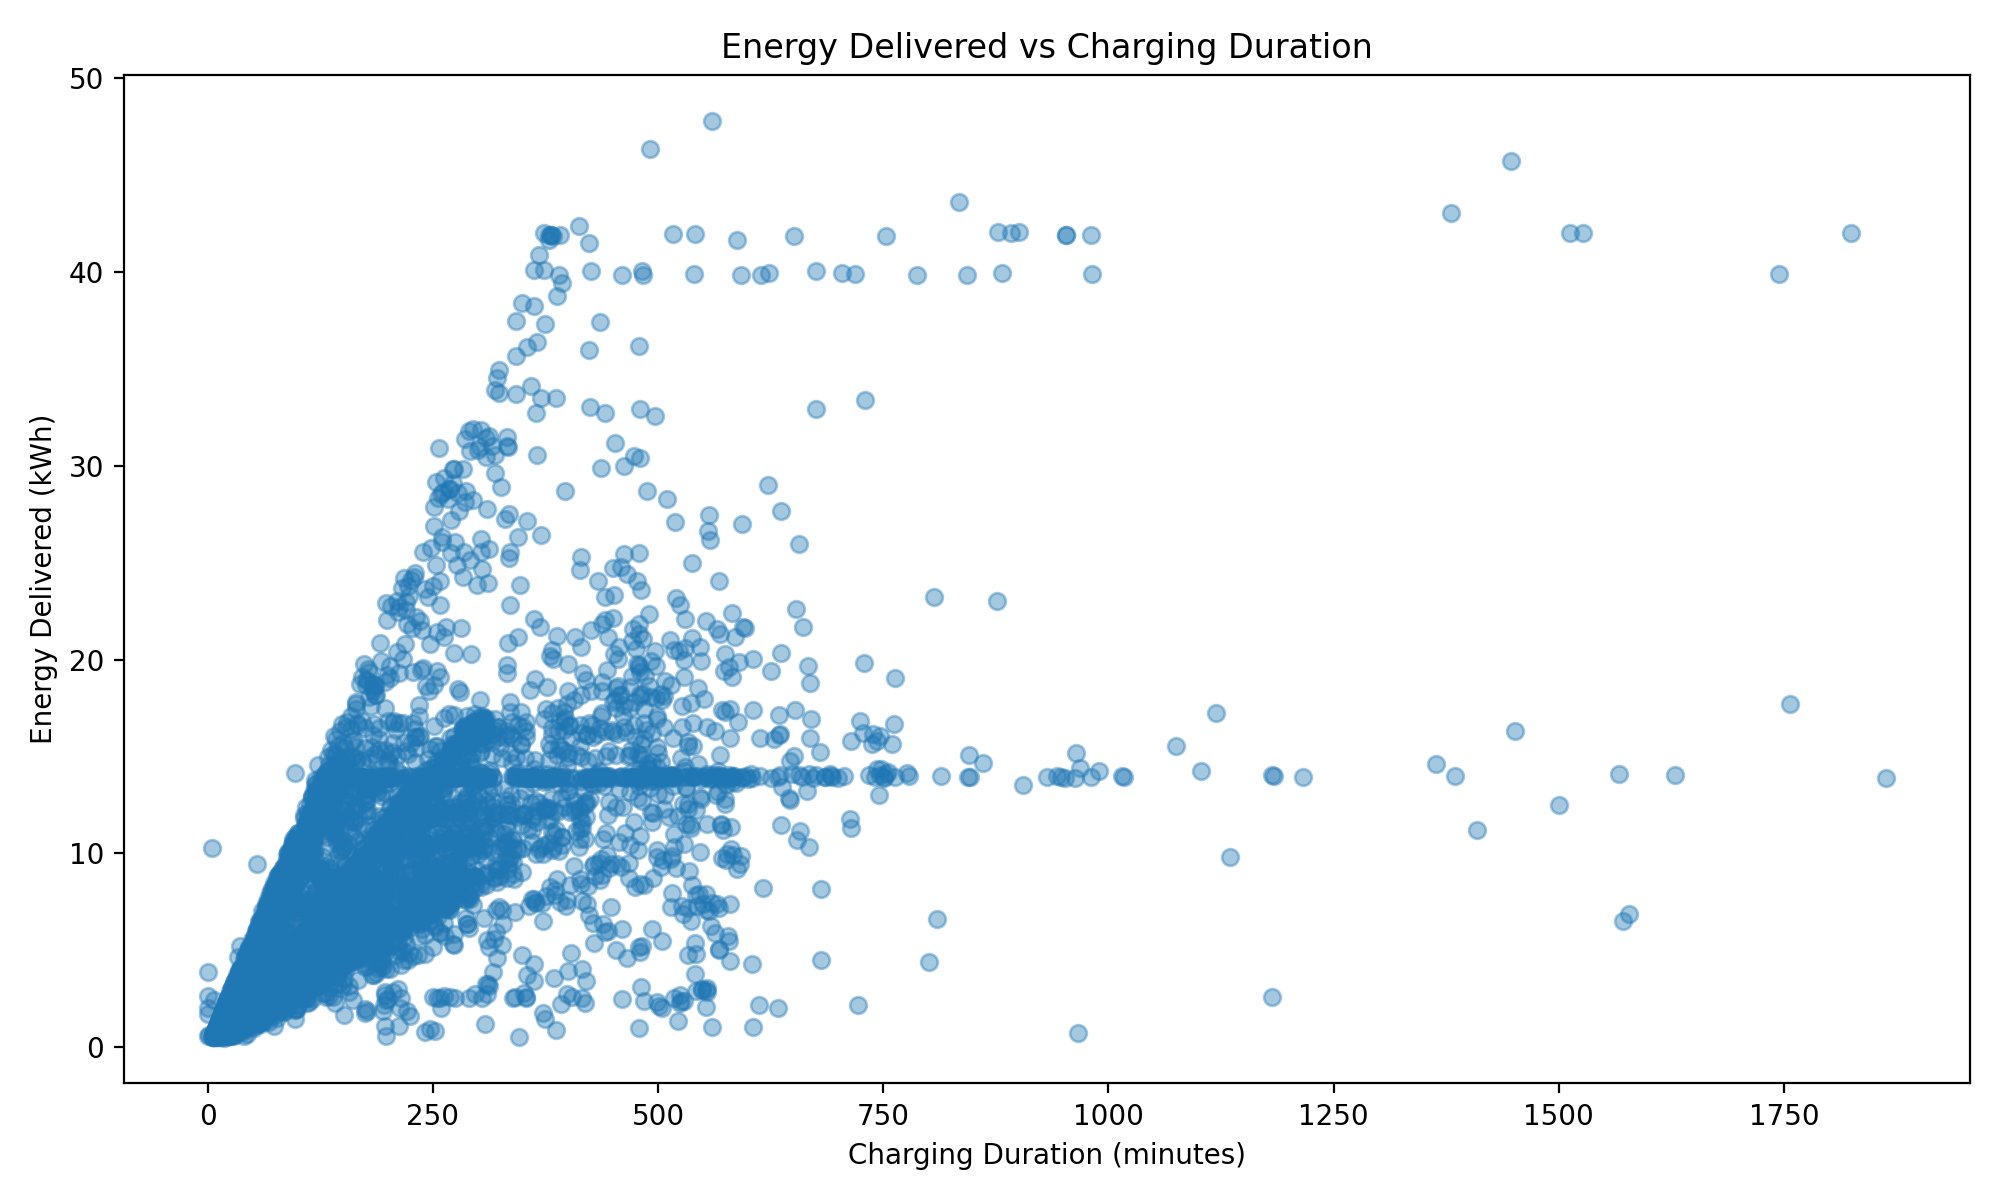 Energy Delivered vs Charging Duration
50
40
30
20
10
0
Energy Delivered (kWh)
0 250 500 750 1000 1250 1500 1750
Charging Duration (minutes)